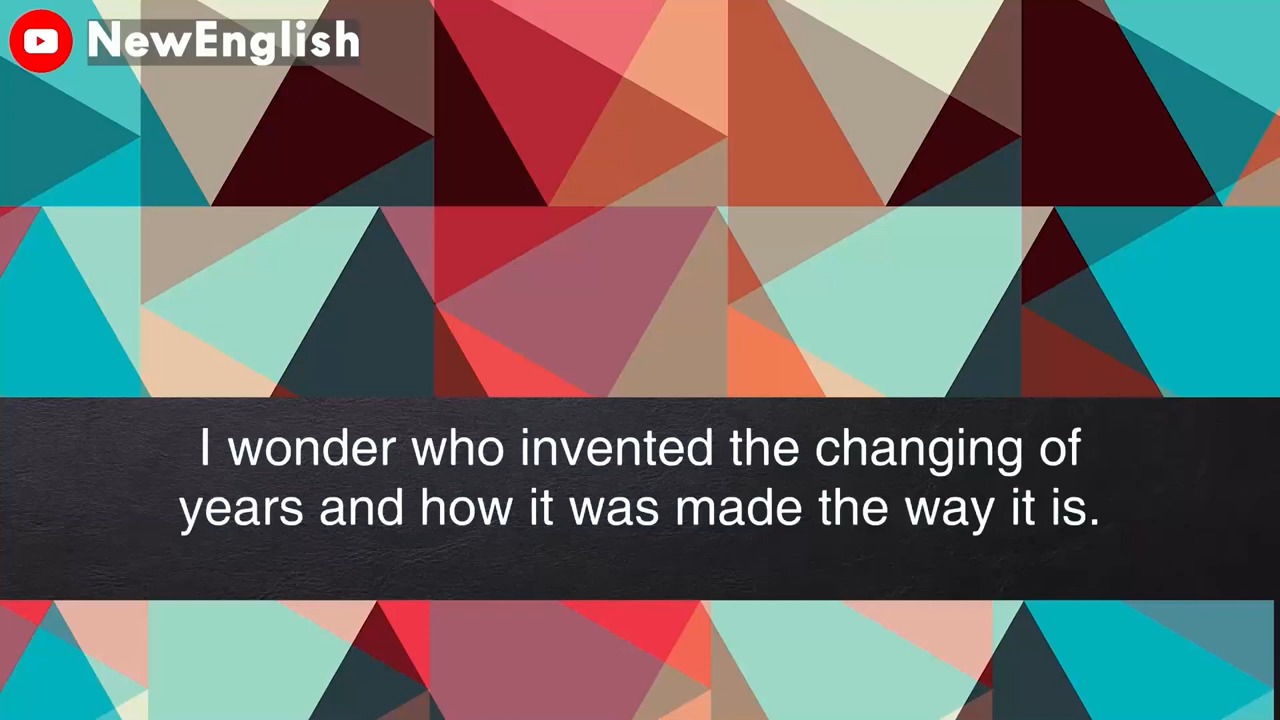 NewEnglish
I wonder who invented the changing of
years and how it was made the way it is.